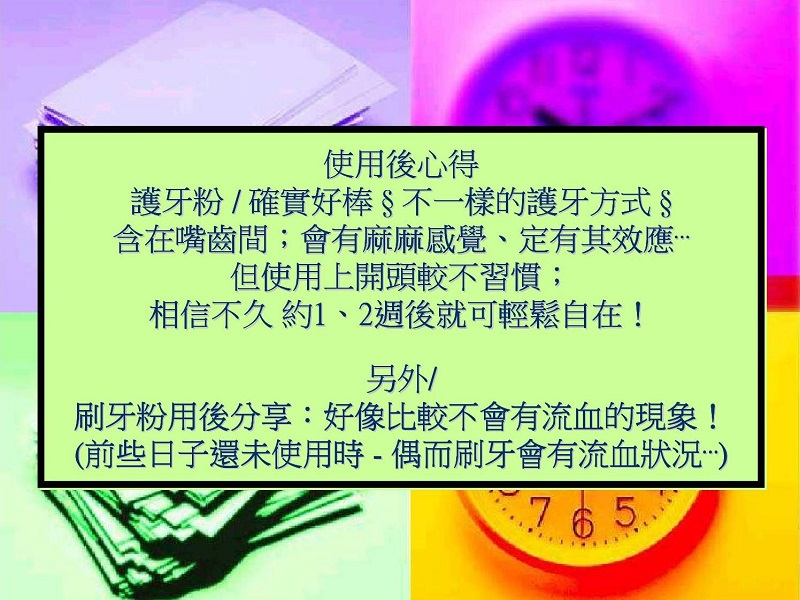 使用後心得
護牙粉 / 確實好棒 § 不一樣的護牙方式 §
含在嘴齒間；會有麻麻感覺、定有其效應…
但使用上開頭較不習慣；
相信不久 約1、2週後就可輕鬆自在！
另外/
刷牙粉用後分享：好像比較不會有流血的現象！
(前些日子還未使用時 - 偶而刷牙會有流血狀況…)
7 6 5